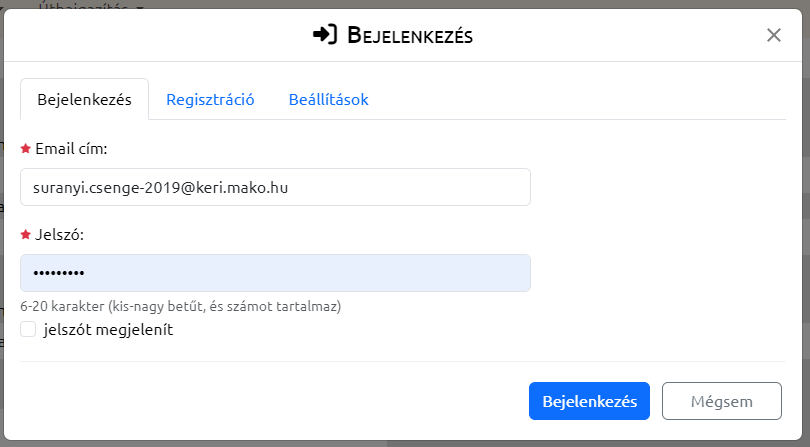 Útbaigazítás
Bejelenkezés
Bejelenkezés Regisztráció Beállítások
Email cím:
suranyi.csenge-2019@keri.mako.hu
Jelszó:
•••••••••
6-20 karakter (kis-nagy betűt, és számot tartalmaz)
jelszót megjelenít
Bejelenkezés Mégsem